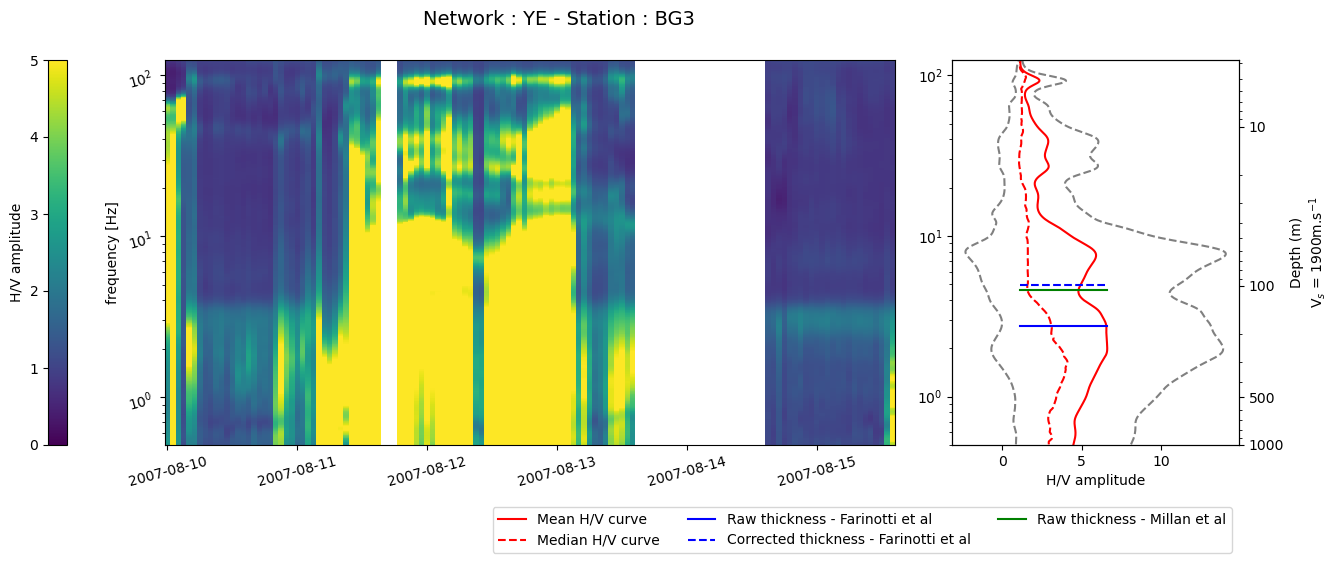 Network : YE - Station : BG3
5
4
3
2
1
0
H/V amplitude
10²
10¹
10⁰
frequency [Hz]
2007-08-10
2007-08-11
2007-08-12
2007-08-13
2007-08-14
2007-08-15
10²
10¹
10⁰
0
5
10
H/V amplitude
10
100
500
1000
Depth (m)
Vₛ = 1900m.s⁻¹
Mean H/V curve
Median H/V curve
Raw thickness - Farinotti et al
Corrected thickness - Farinotti et al
Raw thickness - Millan et al